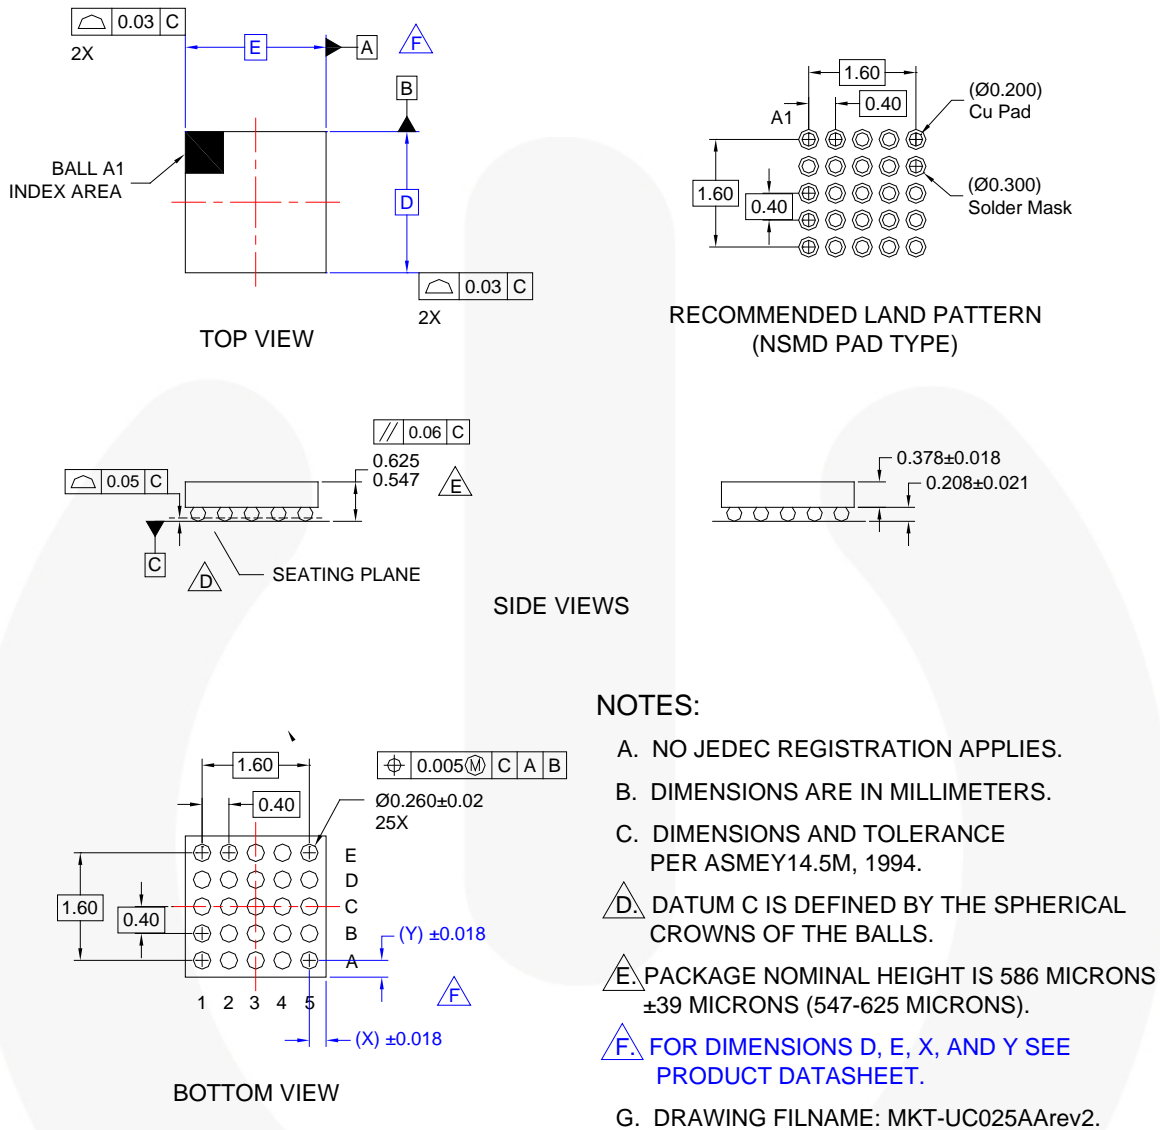 0.03 C
2X
E
A
F
B
BALL A1
INDEX AREA
D
0.03 C
2X
TOP VIEW
1.60
0.40
A1
(Ø0.200)
Cu Pad
1.60
0.40
(Ø0.300)
Solder Mask
RECOMMENDED LAND PATTERN
(NSMD PAD TYPE)
// 0.06 C
0.625
0.547
E
0.05 C
C
D
SEATING PLANE
0.378±0.018
0.208±0.021
SIDE VIEWS
1.60
0.40
0.005 M C A B
Ø0.260±0.02
25X
E
D
C
B
A
1.60
0.40
(Y) ±0.018
F
1 2 3 4 5
(X) ±0.018
BOTTOM VIEW
NOTES:
A. NO JEDEC REGISTRATION APPLIES.
B. DIMENSIONS ARE IN MILLIMETERS.
C. DIMENSIONS AND TOLERANCE
PER ASMEY14.5M, 1994.
D. DATUM C IS DEFINED BY THE SPHERICAL
CROWNS OF THE BALLS.
E. PACKAGE NOMINAL HEIGHT IS 586 MICRONS
±39 MICRONS (547-625 MICRONS).
F. FOR DIMENSIONS D, E, X, AND Y SEE
PRODUCT DATASHEET.
G. DRAWING FILNAME: MKT-UC025AArev2.